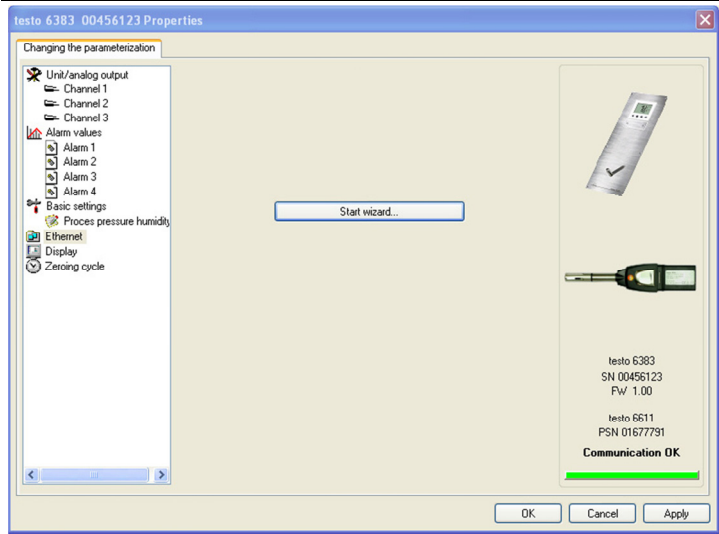 testo 6383 00456123 Properties
Changing the parameterization
Unit/analog output
Channel 1
Channel 2
Channel 3
Alarm values
Alarm 1
Alarm 2
Alarm 3
Alarm 4
Basic settings
Proces pressure humidity
Ethernet
Display
Zeroing cycle
Start wizard...
testo 6383
SN 00456123
FW 1.00
testo 6611
PSN 01677791
Communication OK
OK Cancel Apply